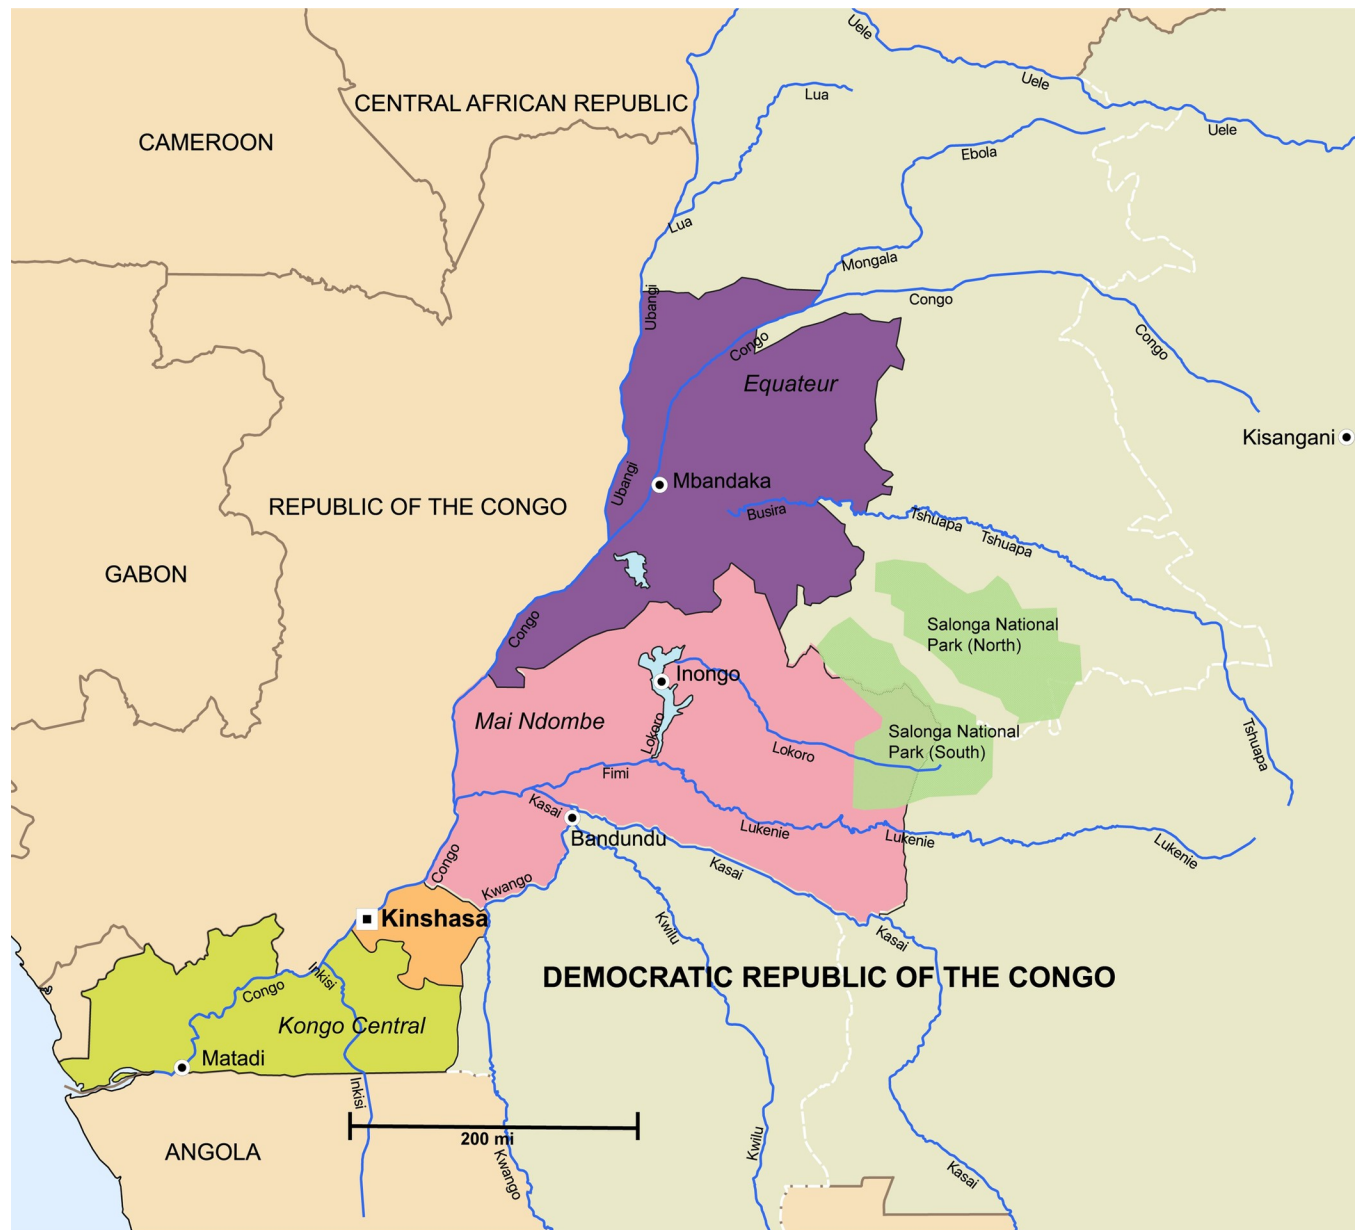 Uele
Uele
Lua
CENTRAL AFRICAN REPUBLIC
Uele
CAMEROON
Ebola
Lua
Mongala
Ubangi
Congo
Congo
Congo
Equateur
Kisangani
Mbandaka
Ubangi
REPUBLIC OF THE CONGO
Busira
Tshuapa
Tshuapa
GABON
Salonga National
Park (North)
Congo
Inongo
Mai Ndombe
Lokoro
Lokoro
Salonga National
Park (South)
Tshuapa
Fimi
Kasai
Lukenie
Bandundu
Lukenie
Lukenie
Congo
Kasai
Kwango
Kinshasa
Kwilu
Kasai
Inkisi
DEMOCRATIC REPUBLIC OF THE CONGO
Congo
Kongo Central
Matadi
Inkisi
200 mi
Kwilu
ANGOLA
Kwango
Kasai